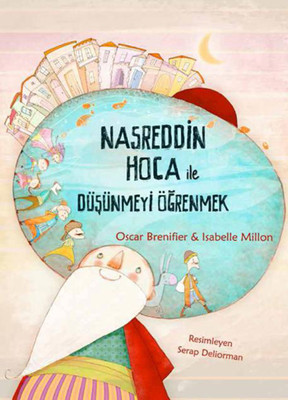 NASREDDİN
HOCA ile
DÜŞÜNMEYİ ÖĞRENMEK
Oscar Brenifier & Isabelle Millon
Resimleyen
Serap Deliorman